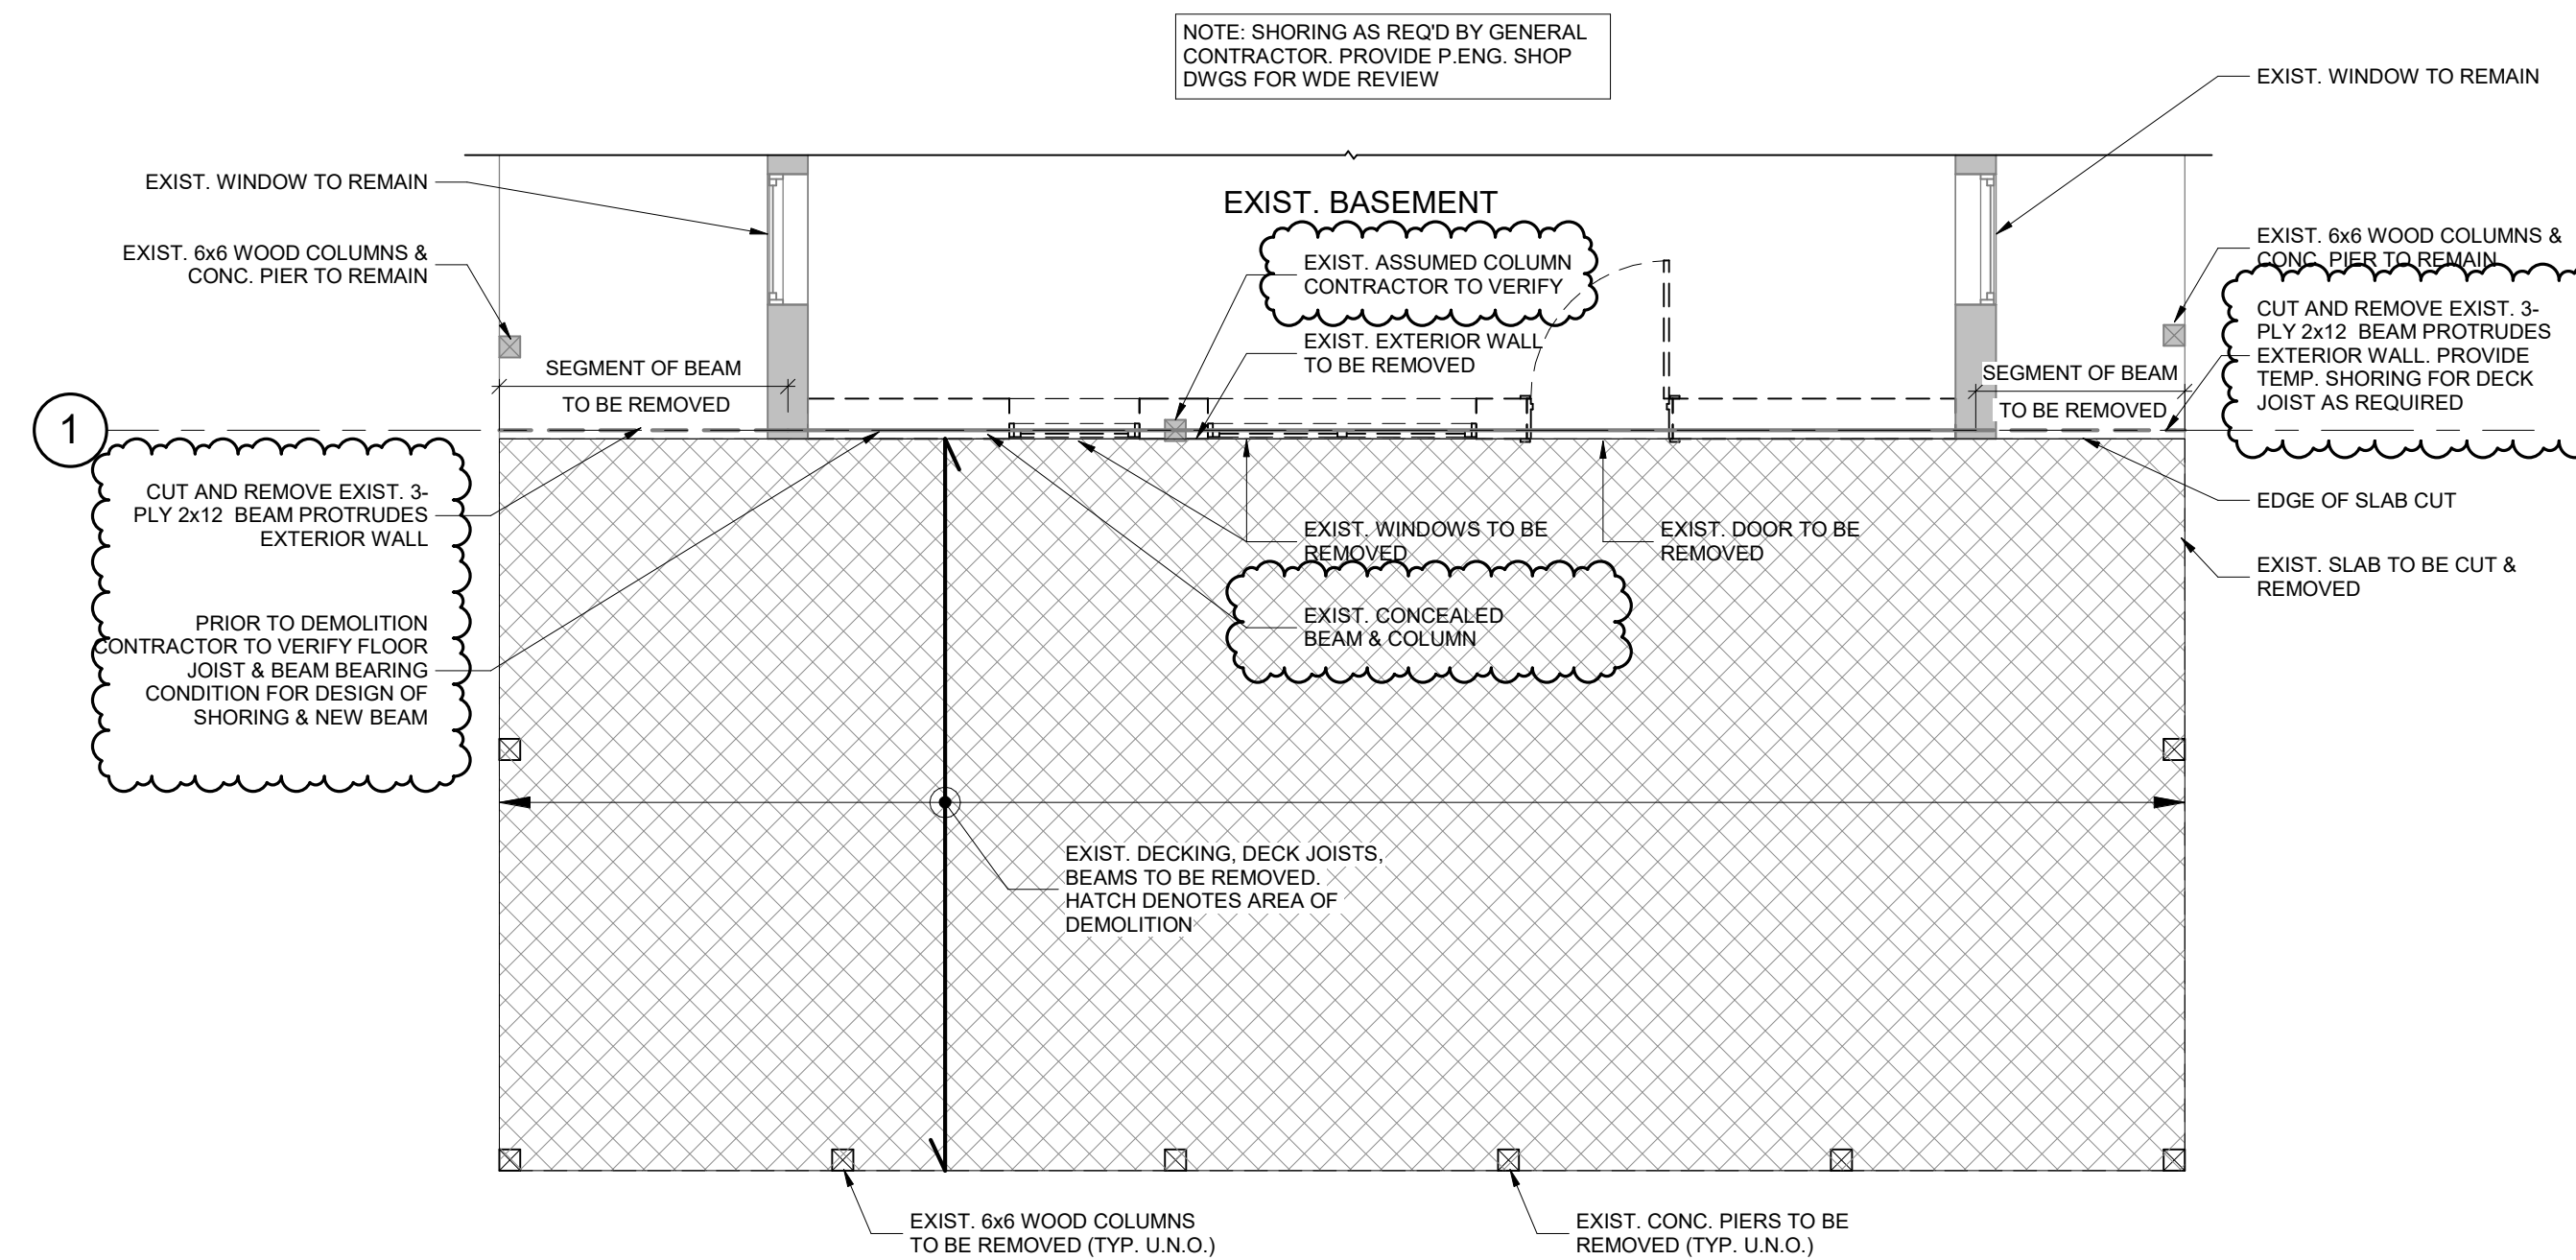 NOTE: SHORING AS REQ'D BY GENERAL
CONTRACTOR. PROVIDE P.ENG. SHOP
DWGS FOR WDE REVIEW
EXIST. WINDOW TO REMAIN
EXIST. WINDOW TO REMAIN
EXIST. BASEMENT
EXIST. 6x6 WOOD COLUMNS &
CONC. PIER TO REMAIN
EXIST. ASSUMED COLUMN
CONTRACTOR TO VERIFY
EXIST. 6x6 WOOD COLUMNS &
CONC. PIER TO REMAIN
EXIST. EXTERIOR WALL
TO BE REMOVED
CUT AND REMOVE EXIST. 3-
PLY 2x12 BEAM PROTRUDES
EXTERIOR WALL. PROVIDE
TEMP. SHORING FOR DECK
JOIST AS REQUIRED
SEGMENT OF BEAM
TO BE REMOVED
SEGMENT OF BEAM
TO BE REMOVED
1
CUT AND REMOVE EXIST. 3-
PLY 2x12 BEAM PROTRUDES
EXTERIOR WALL
EXIST. WINDOWS TO BE
REMOVED
EXIST. DOOR TO BE
REMOVED
EDGE OF SLAB CUT
EXIST. SLAB TO BE CUT &
REMOVED
EXIST. CONCEALED
BEAM & COLUMN
PRIOR TO DEMOLITION
CONTRACTOR TO VERIFY FLOOR
JOIST & BEAM BEARING
CONDITION FOR DESIGN OF
SHORING & NEW BEAM
EXIST. DECKING, DECK JOISTS,
BEAMS TO BE REMOVED.
HATCH DENOTES AREA OF
DEMOLITION
EXIST. 6x6 WOOD COLUMNS
TO BE REMOVED (TYP. U.N.O.)
EXIST. CONC. PIERS TO BE
REMOVED (TYP. U.N.O.)